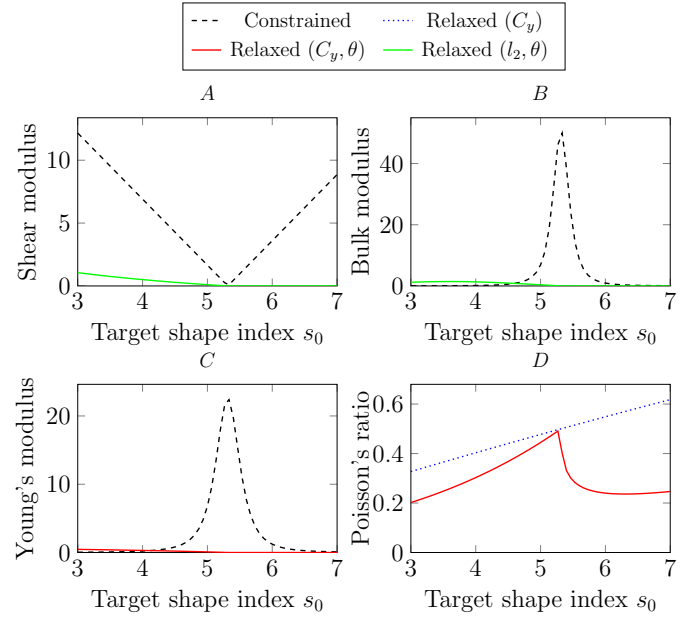 Constrained
Relaxed (C_y)
Relaxed (C_y, θ)
Relaxed (l_2, θ)
A
B
Shear modulus
10
5
0
3 4 5 6 7
Target shape index s_0
Bulk modulus
40
20
0
3 4 5 6 7
Target shape index s_0
C
D
Young's modulus
20
10
0
3 4 5 6 7
Target shape index s_0
Poisson's ratio
0.6
0.4
0.2
0
3 4 5 6 7
Target shape index s_0